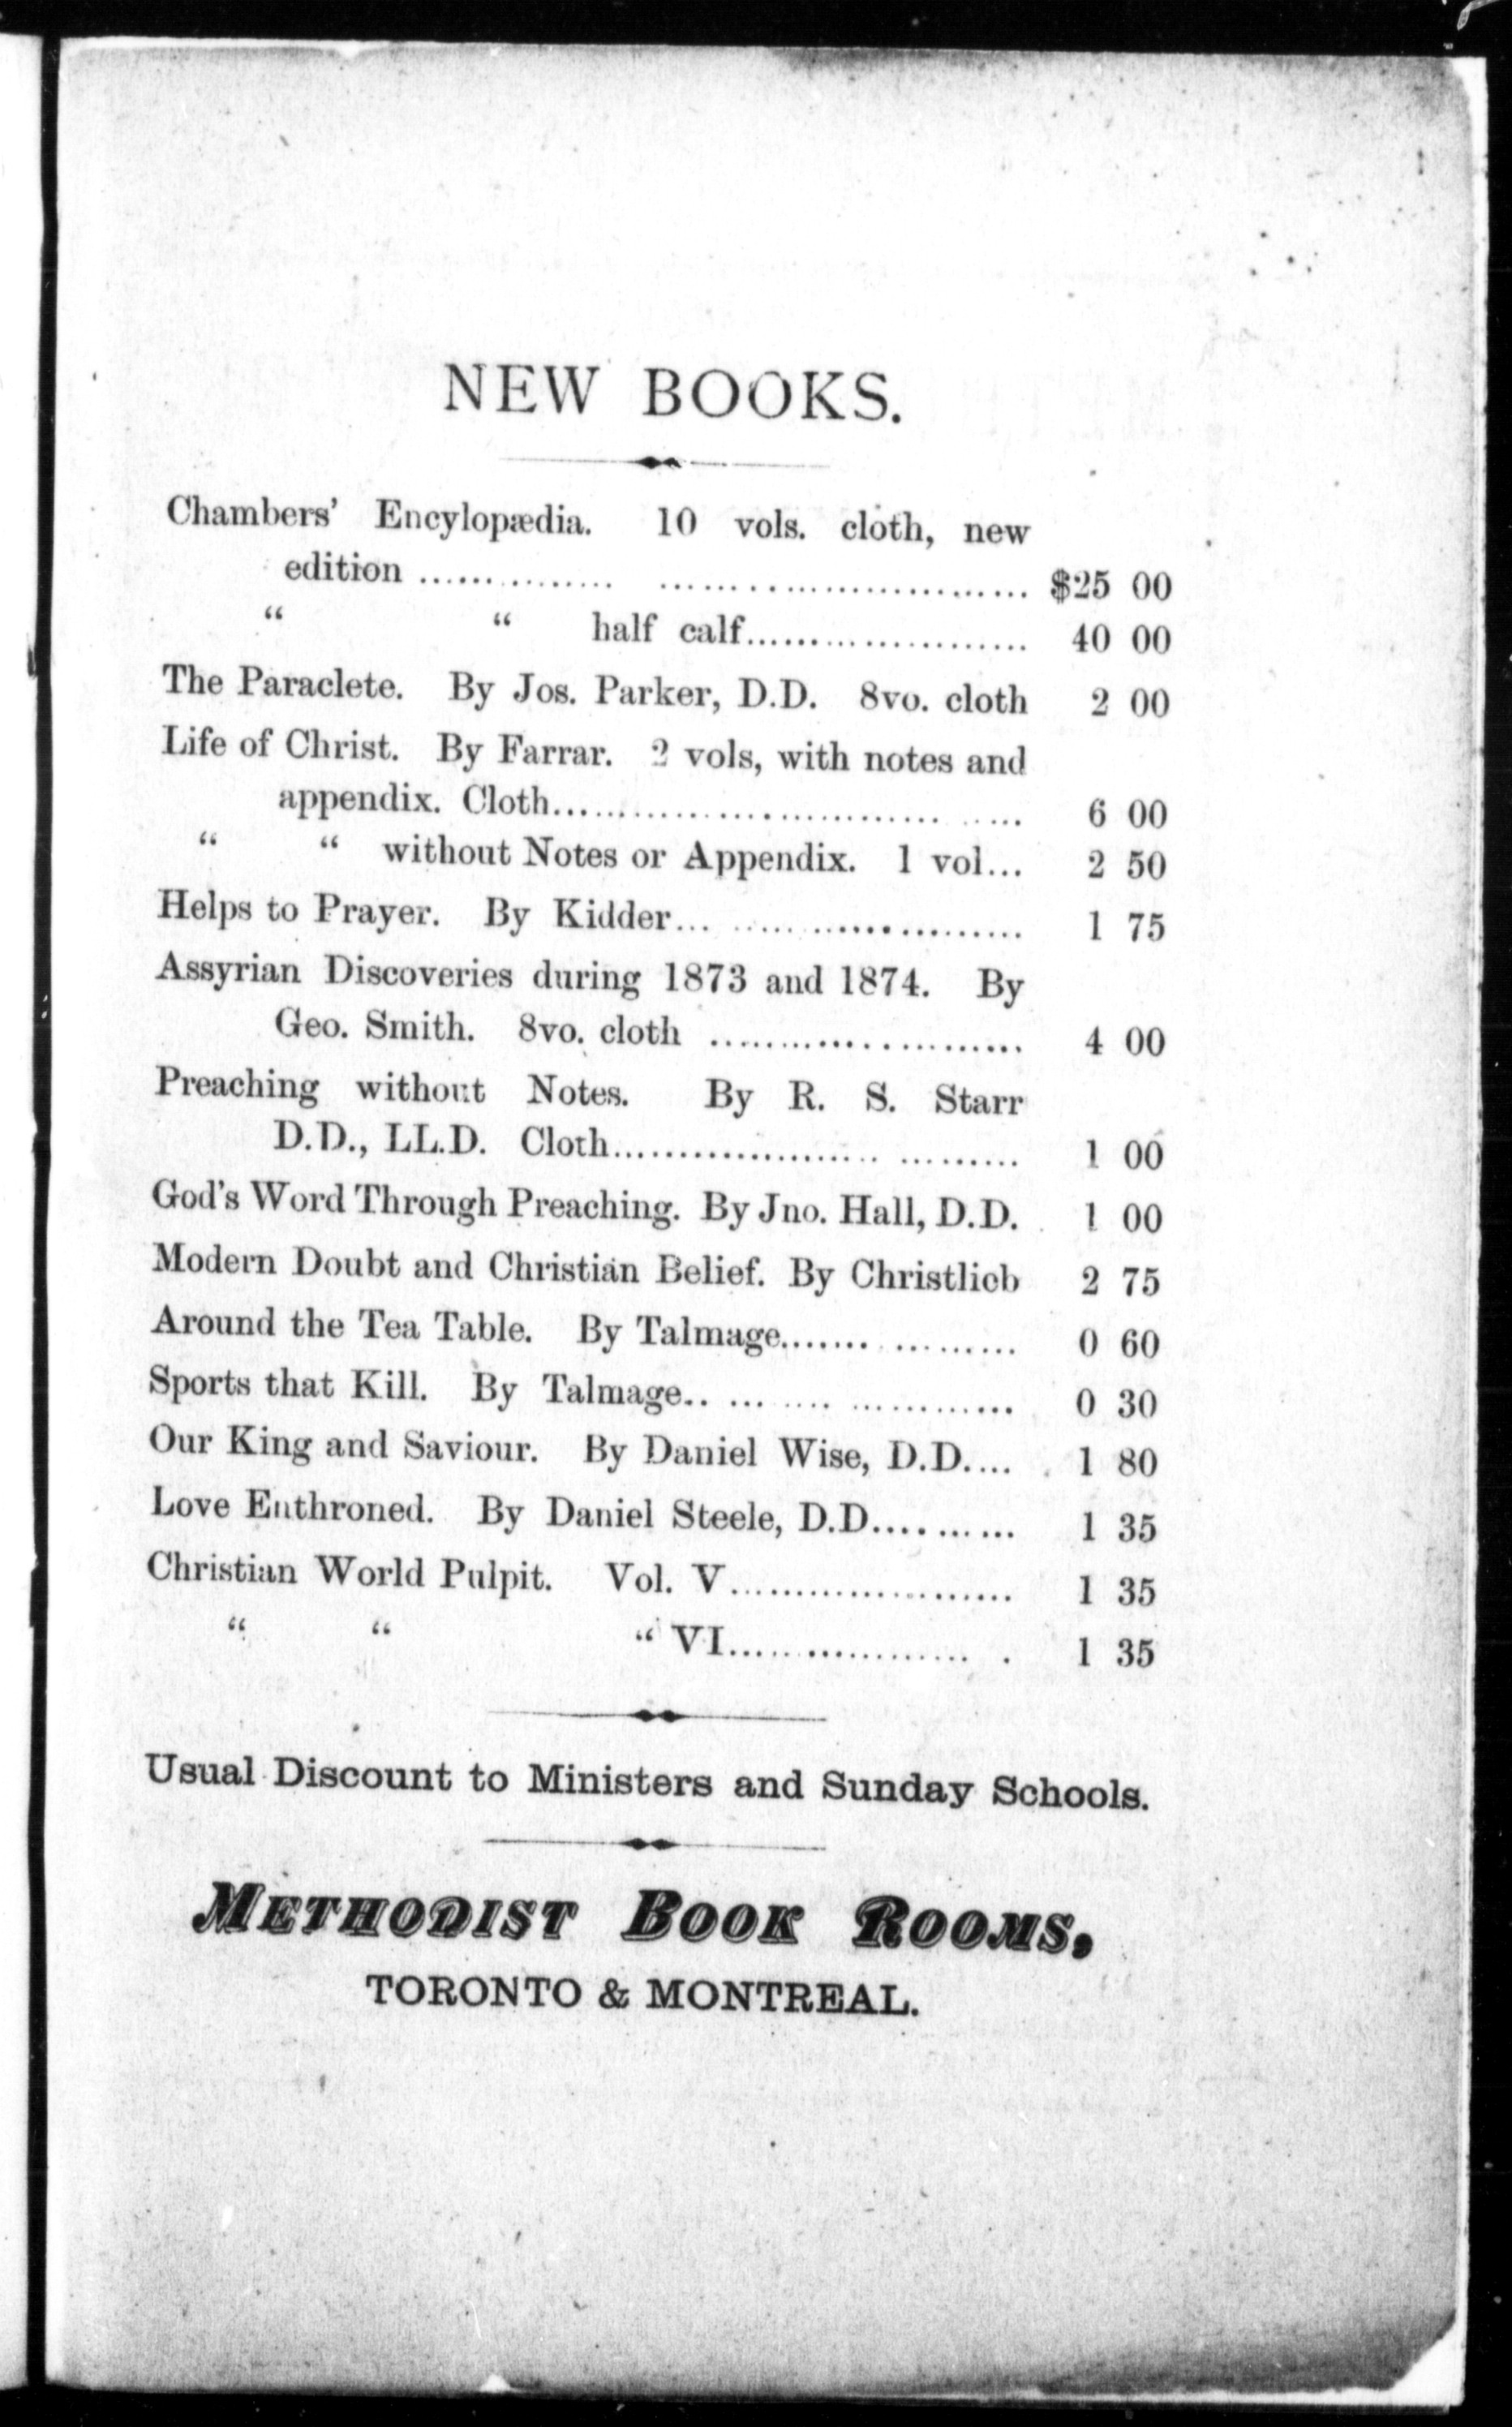 NEW BOOKS.
Chambers' Encylopædia. 10 vols. cloth, new
edition .......................................... $25 00
" " half calf..................... 40 00
The Paraclete. By Jos. Parker, D.D. 8vo. cloth 2 00
Life of Christ. By Farrar. 2 vols, with notes and
appendix. Cloth.................................. 6 00
" " without Notes or Appendix. 1 vol... 2 50
Helps to Prayer. By Kidder........................ 1 75
Assyrian Discoveries during 1873 and 1874. By
Geo. Smith. 8vo. cloth ........................ 4 00
Preaching without Notes. By R. S. Starr
D.D., LL.D. Cloth.............................. 1 00
God's Word Through Preaching. By Jno. Hall, D.D. 1 00
Modern Doubt and Christian Belief. By Christlieb 2 75
Around the Tea Table. By Talmage................. 0 60
Sports that Kill. By Talmage........................ 0 30
Our King and Saviour. By Daniel Wise, D.D.... 1 80
Love Enthroned. By Daniel Steele, D.D.......... 1 35
Christian World Pulpit. Vol. V..................... 1 35
" " " VI.................... 1 35
Usual Discount to Ministers and Sunday Schools.
METHODIST BOOK ROOMS,
TORONTO & MONTREAL.